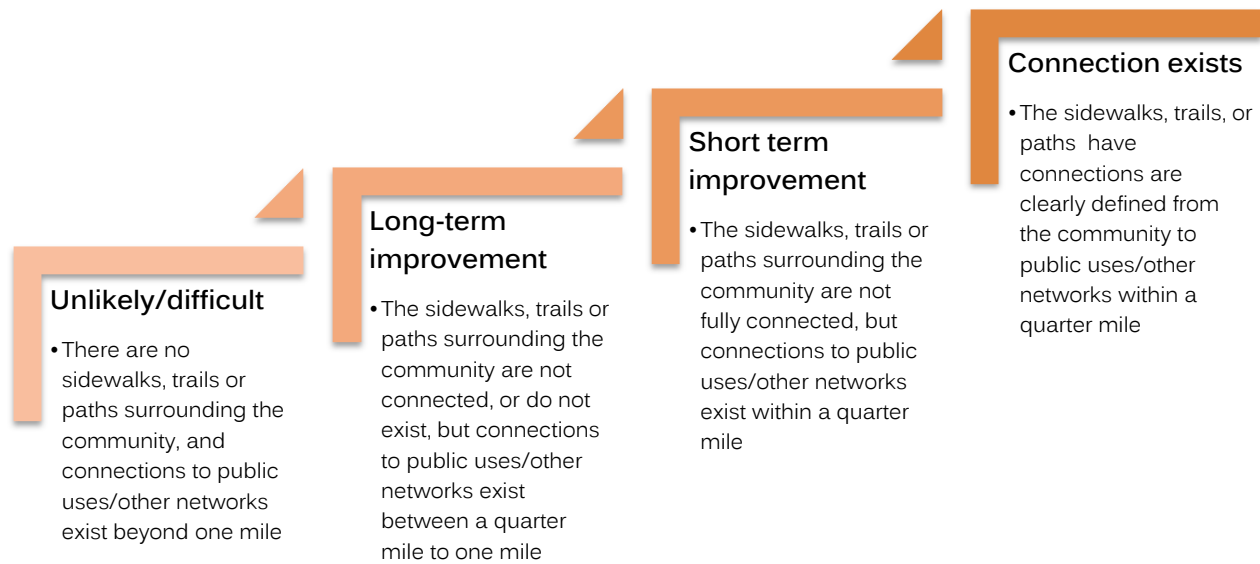 Unlikely/difficult
•There are no
sidewalks, trails or
paths surrounding the
community, and
connections to public
uses/other networks
exist beyond one mile
Long-term
improvement
•The sidewalks, trails or
paths surrounding the
community are not
connected, or do not
exist, but connections
to public uses/other
networks exist
between a quarter
mile to one mile
Short term
improvement
•The sidewalks, trails or
paths surrounding the
community are not
fully connected, but
connections to public
uses/other networks
exist within a quarter
mile
Connection exists
•The sidewalks, trails, or
paths have
connections are
clearly defined from
the community to
public uses/other
networks within a
quarter mile